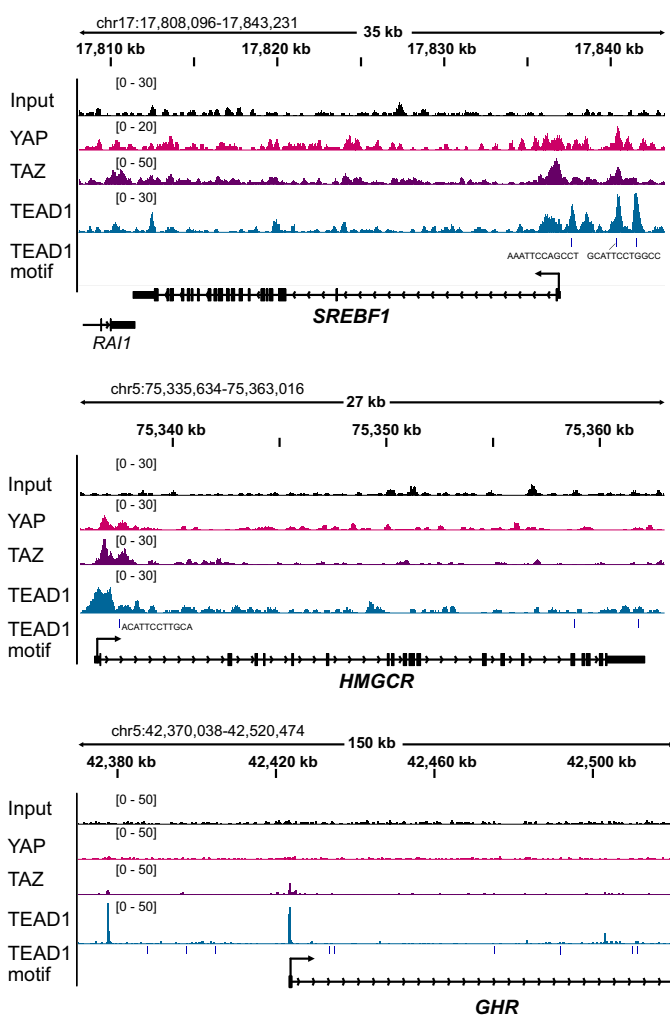 chr17:17,808,096-17,843,231
35 kb
17,810 kb 17,820 kb 17,830 kb 17,840 kb
[0 - 30]
Input
[0 - 20]
YAP
[0 - 50]
TAZ
[0 - 30]
TEAD1
TEAD1
motif
AAATTCCAGCCT GCATTCCTGGCC
SREBF1
RAI1
chr5:75,335,634-75,363,016
27 kb
75,340 kb 75,350 kb 75,360 kb
[0 - 30]
Input
[0 - 30]
YAP
[0 - 30]
TAZ
[0 - 30]
TEAD1
TEAD1
motif
ACATTCCTTGCA
HMGCR
chr5:42,370,038-42,520,474
150 kb
42,380 kb 42,420 kb 42,460 kb 42,500 kb
[0 - 50]
Input
[0 - 50]
YAP
[0 - 50]
TAZ
[0 - 50]
TEAD1
TEAD1
motif
GHR